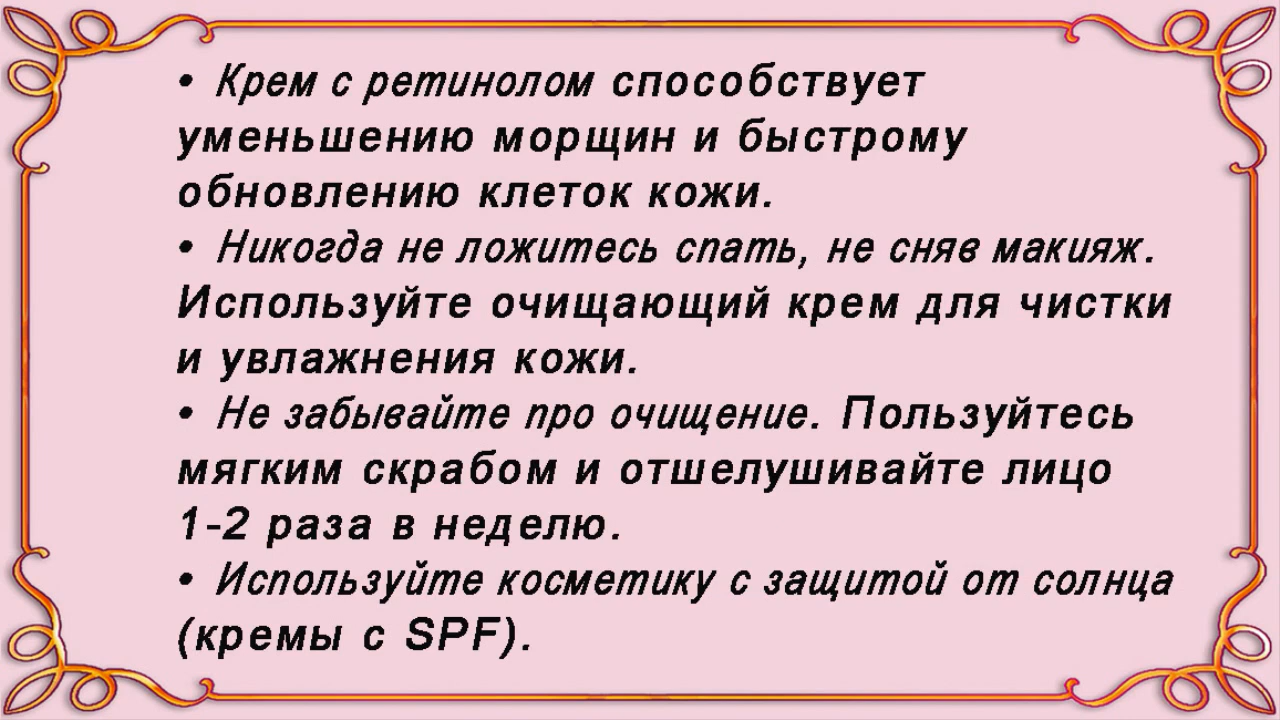 • Крем с ретинолом способствует
уменьшению морщин и быстрому
обновлению клеток кожи.
• Никогда не ложитесь спать, не сняв макияж.
Используйте очищающий крем для чистки
и увлажнения кожи.
• Не забывайте про очищение. Пользуйтесь
мягким скрабом и отшелушивайте лицо
1-2 раза в неделю.
• Используйте косметику с защитой от солнца
(кремы с SPF).